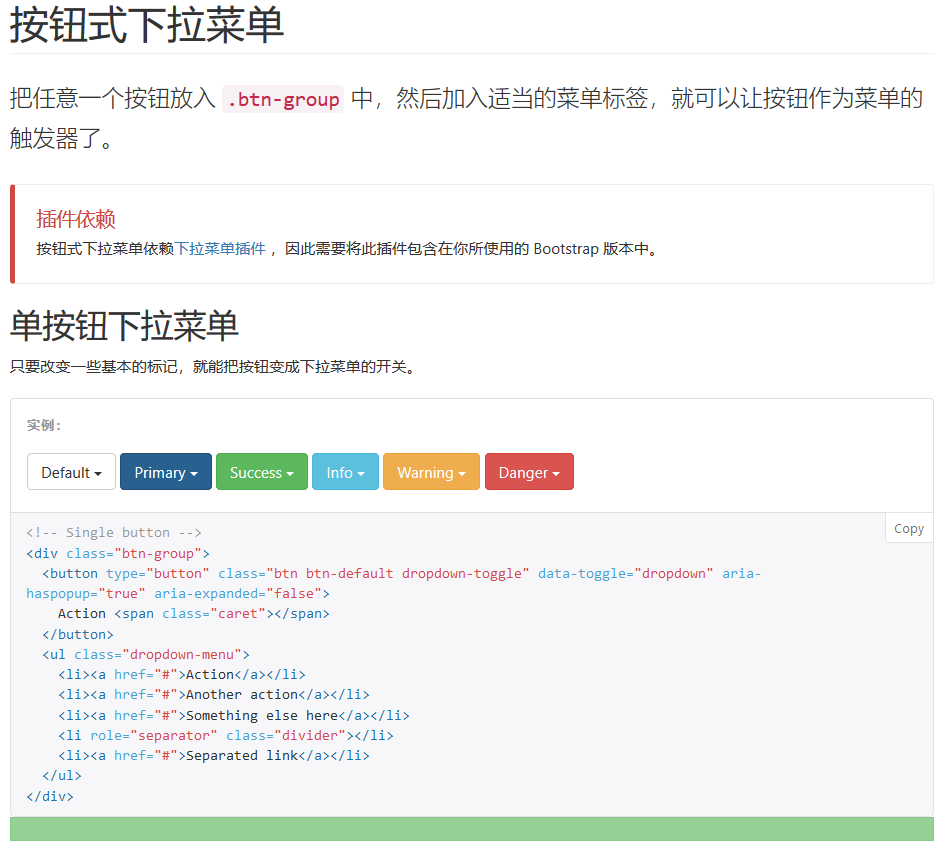 按钮式下拉菜单
把任意一个按钮放入 .btn-group 中，然后加入适当的菜单标签，就可以让按钮作为菜单的
触发器了。
插件依赖
按钮式下拉菜单依赖下拉菜单插件 ，因此需要将此插件包含在你所使用的 Bootstrap 版本中。
单按钮下拉菜单
只要改变一些基本的标记，就能把按钮变成下拉菜单的开关。
实例：
Default Primary Success Info Warning Danger
Copy
<!-- Single button -->
<div class="btn-group">
  <button type="button" class="btn btn-default dropdown-toggle" data-toggle="dropdown" aria-
haspopup="true" aria-expanded="false">
    Action <span class="caret"></span>
  </button>
  <ul class="dropdown-menu">
    <li><a href="#">Action</a></li>
    <li><a href="#">Another action</a></li>
    <li><a href="#">Something else here</a></li>
    <li role="separator" class="divider"></li>
    <li><a href="#">Separated link</a></li>
  </ul>
</div>